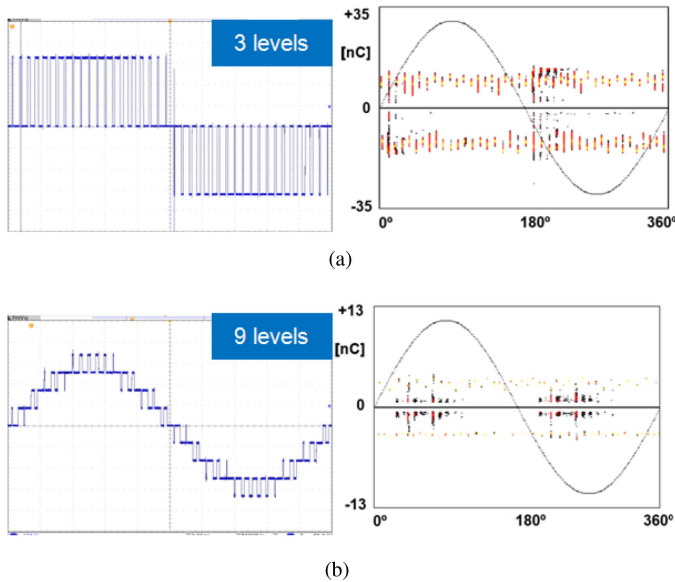 3 levels
+35
[nC]
0
-35
0º
180º
360º
(a)
9 levels
+13
[nC]
0
-13
0º
180º
360º
(b)